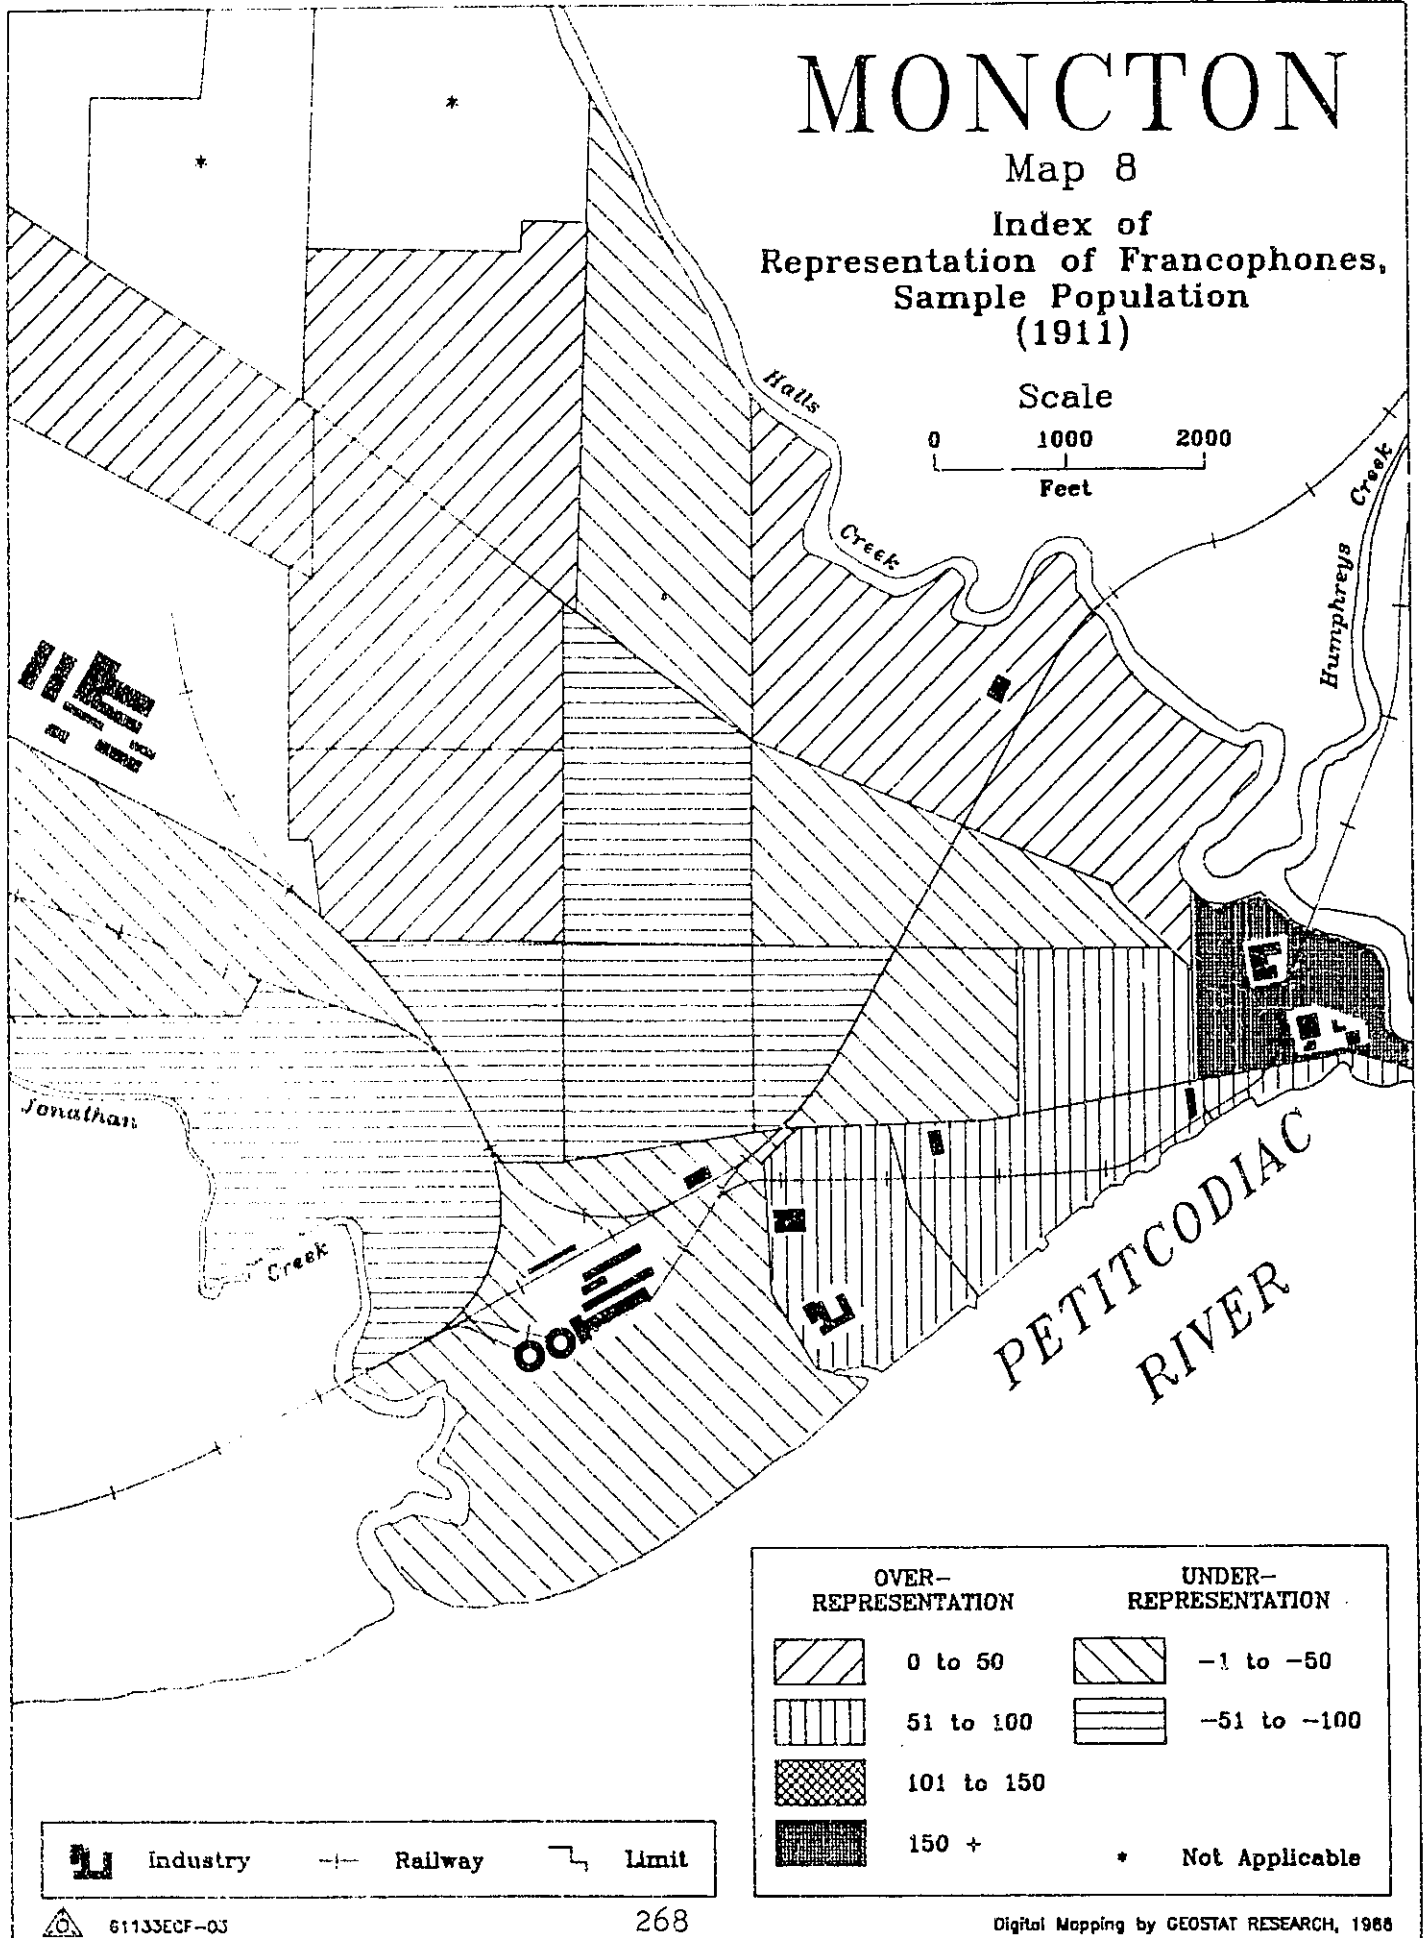 MONCTON
Map 8
Index of
Representation of Francophones,
Sample Population
(1911)
Scale
0 1000 2000
Feet
Halls
Creek
Humphreys Creek
Jonathan
Creek
PETITCODIAC
RIVER
OVER-
REPRESENTATION
UNDER-
REPRESENTATION
0 to 50
-1 to -50
51 to 100
-51 to -100
101 to 150
150 +
* Not Applicable
Industry
Railway
Limit
61133ECF-03
268
Digital Mapping by GEOSTAT RESEARCH, 1988